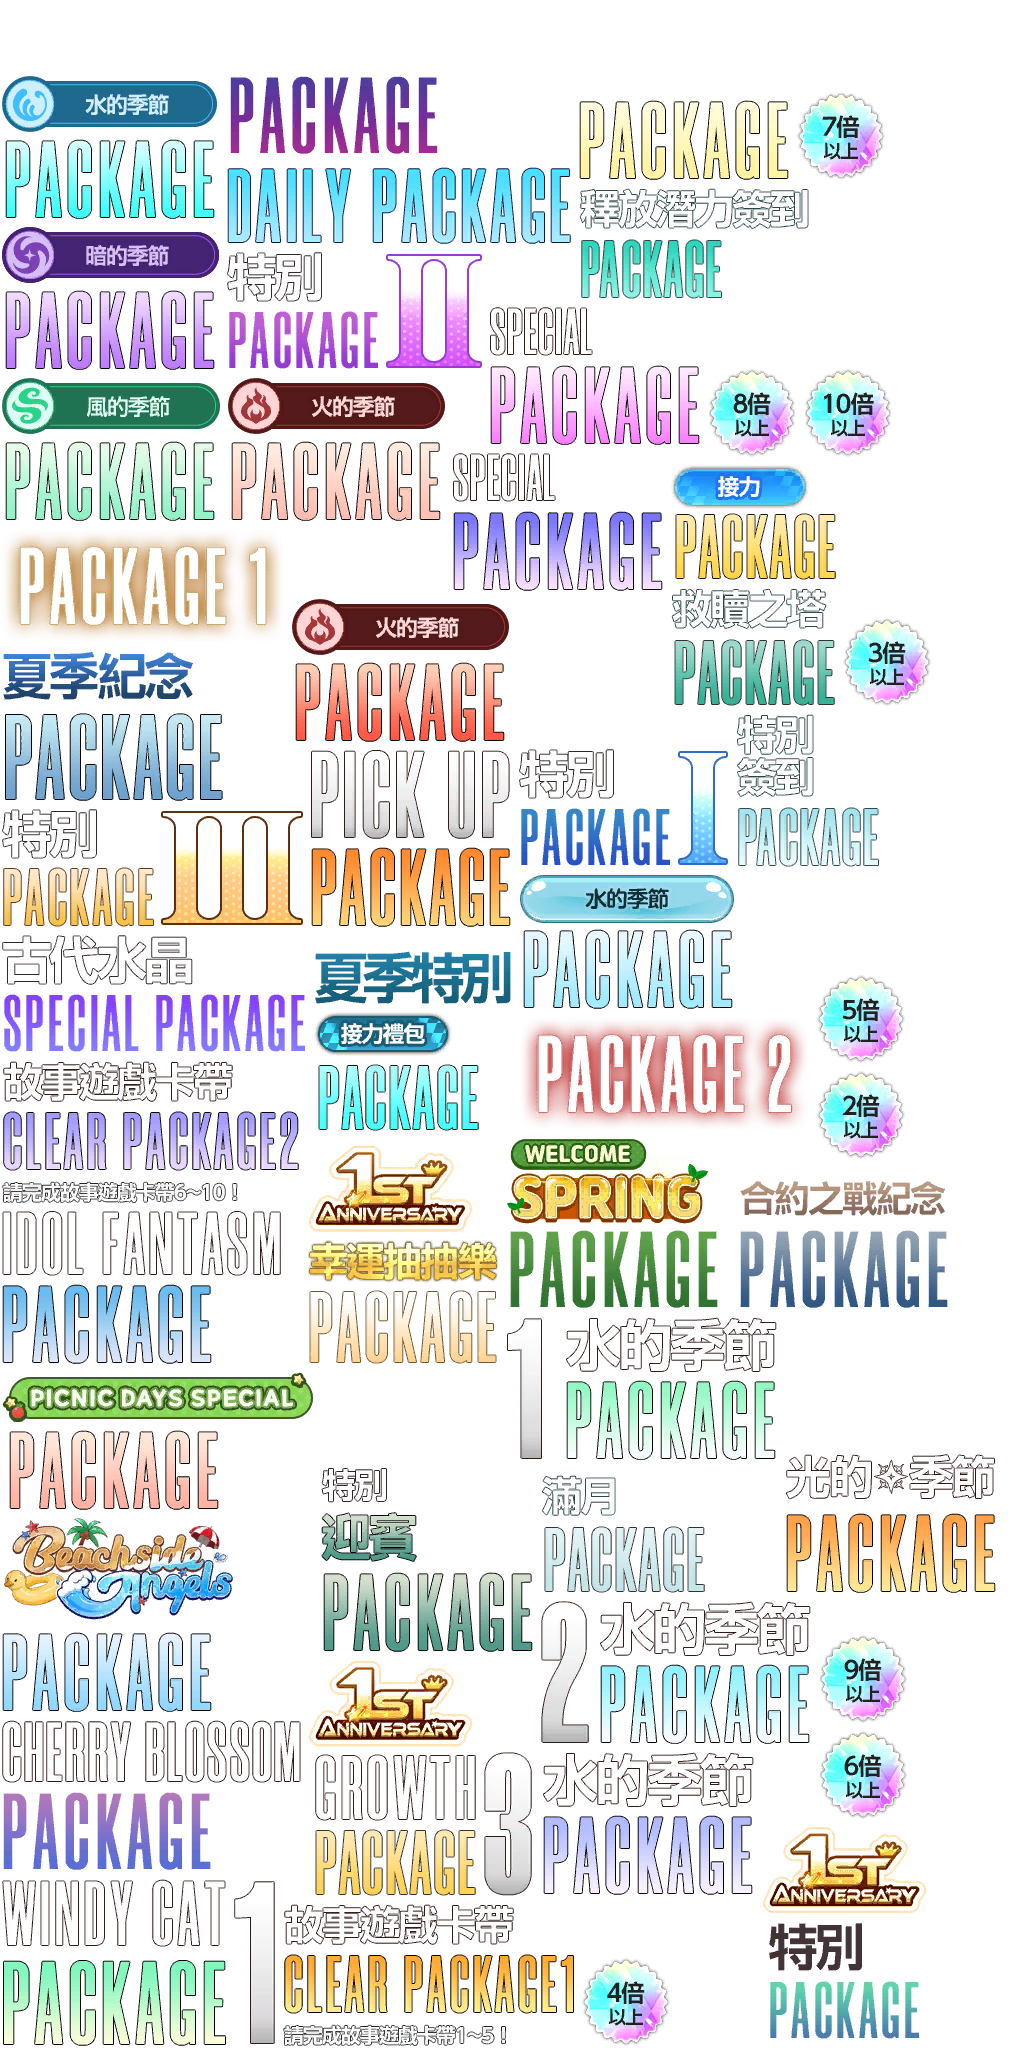 水的季節
PACKAGE
暗的季節
PACKAGE
風的季節
PACKAGE
PACKAGE
DAILY PACKAGE
特別
PACKAGE
II
火的季節
PACKAGE
PACKAGE
7倍
以上
釋放潛力簽到
PACKAGE
SPECIAL
PACKAGE
8倍
以上
10倍
以上
SPECIAL
PACKAGE
接力
PACKAGE
救贖之塔
PACKAGE
3倍
以上
PACKAGE 1
火的季節
PACKAGE
夏季紀念
PACKAGE
特別
PACKAGE
III
PICK UP
PACKAGE
特別
PACKAGE
I
特別
簽到
PACKAGE
水的季節
PACKAGE
古代水晶
SPECIAL PACKAGE
夏季特別
接力禮包
PACKAGE
PACKAGE 2
5倍
以上
2倍
以上
故事遊戲卡帶
CLEAR PACKAGE2
請完成故事遊戲卡帶6~10！
IDOL FANTASM
PACKAGE
1ST
ANNIVERSARY
幸運抽抽樂
PACKAGE
WELCOME
SPRING
PACKAGE
合約之戰紀念
PACKAGE
1
水的季節
PACKAGE
PICNIC DAYS SPECIAL
PACKAGE
Beachside
Angels
PACKAGE
特別
迎賓
PACKAGE
滿月
PACKAGE
光的季節
PACKAGE
2
水的季節
PACKAGE
9倍
以上
6倍
以上
CHERRY BLOSSOM
PACKAGE
1ST
ANNIVERSARY
GROWTH
PACKAGE
3
水的季節
PACKAGE
WINDY CAT
PACKAGE
1
故事遊戲卡帶
CLEAR PACKAGE1
請完成故事遊戲卡帶1~5！
4倍
以上
1ST
ANNIVERSARY
特別
PACKAGE